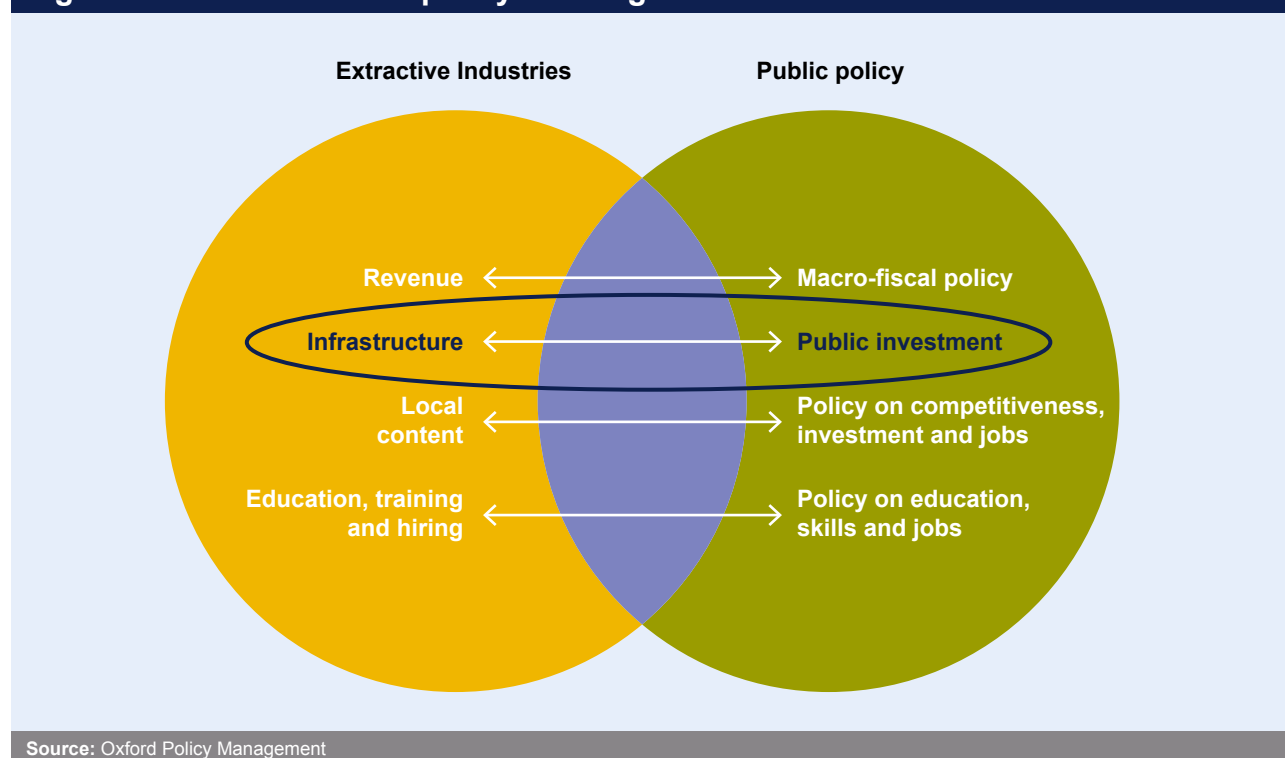 Extractive Industries
Public policy
Revenue
Macro-fiscal policy
Infrastructure
Public investment
Local
content
Policy on competitiveness,
investment and jobs
Education, training
and hiring
Policy on education,
skills and jobs
Source: Oxford Policy Management